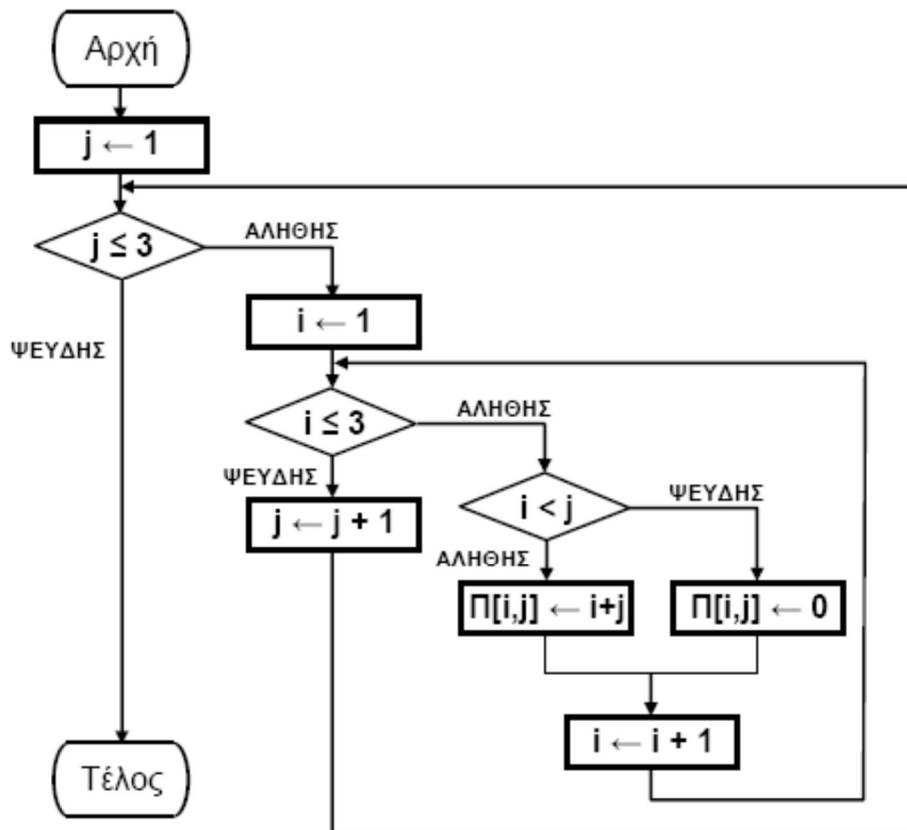 Αρχή
j ← 1
j ≤ 3
ΑΛΗΘΗΣ
i ← 1
ΨΕΥΔΗΣ
i ≤ 3
ΑΛΗΘΗΣ
ΨΕΥΔΗΣ
j ← j + 1
i < j
ΨΕΥΔΗΣ
ΑΛΗΘΗΣ
Π[i,j] ← i+j
Π[i,j] ← 0
i ← i + 1
Τέλος